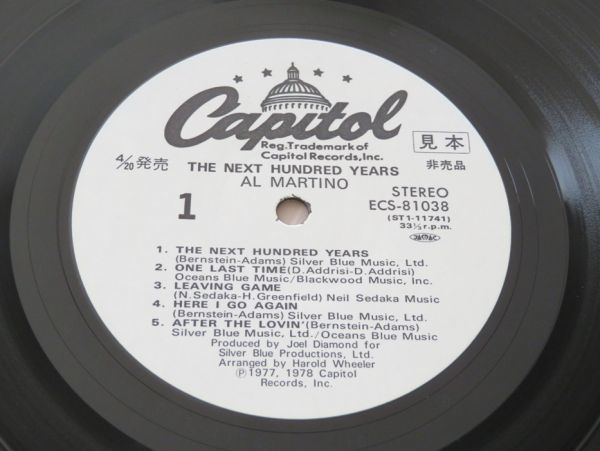 Capitol
Reg. Trademark of
Capitol Records, Inc.
見本
4/20 発売
非売品
THE NEXT HUNDRED YEARS
AL MARTINO
1
STEREO
ECS-81038
(ST1-11741)
33⅓ r.p.m.
JASRAC
1. THE NEXT HUNDRED YEARS
(Bernstein-Adams) Silver Blue Music, Ltd.
2. ONE LAST TIME (D. Addrisi-D. Addrisi)
Oceans Blue Music/Blackwood Music, Inc.
3. LEAVING GAME
(N. Sedaka-H. Greenfield) Neil Sedaka Music
4. HERE I GO AGAIN
(Bernstein-Adams) Silver Blue Music, Ltd.
5. AFTER THE LOVIN' (Bernstein-Adams)
Silver Blue Music, Ltd./Oceans Blue Music
Produced by Joel Diamond for
Silver Blue Productions, Ltd.
Arranged by Harold Wheeler
Ⓟ1977, 1978 Capitol
Records, Inc.